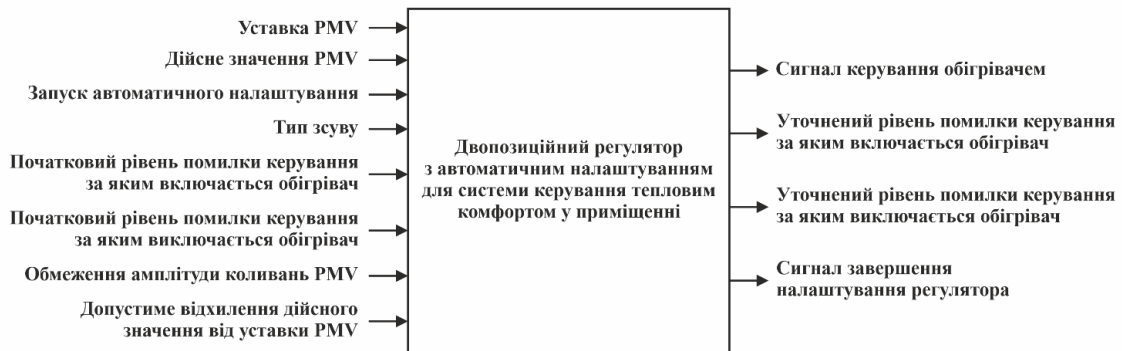 Уставка PMV
Дійсне значення PMV
Запуск автоматичного налаштування
Тип зсуву
Початковий рівень помилки керування
за яким включається обігрівач
Початковий рівень помилки керування
за яким виключається обігрівач
Обмеження амплітуди коливань PMV
Допустиме відхилення дійсного
значення від уставки PMV
Двопозиційний регулятор
з автоматичним налаштуванням
для системи керування тепловим
комфортом у приміщенні
Сигнал керування обігрівачем
Уточнений рівень помилки керування
за яким включається обігрівач
Уточнений рівень помилки керування
за яким виключається обігрівач
Сигнал завершення
налаштування регулятора